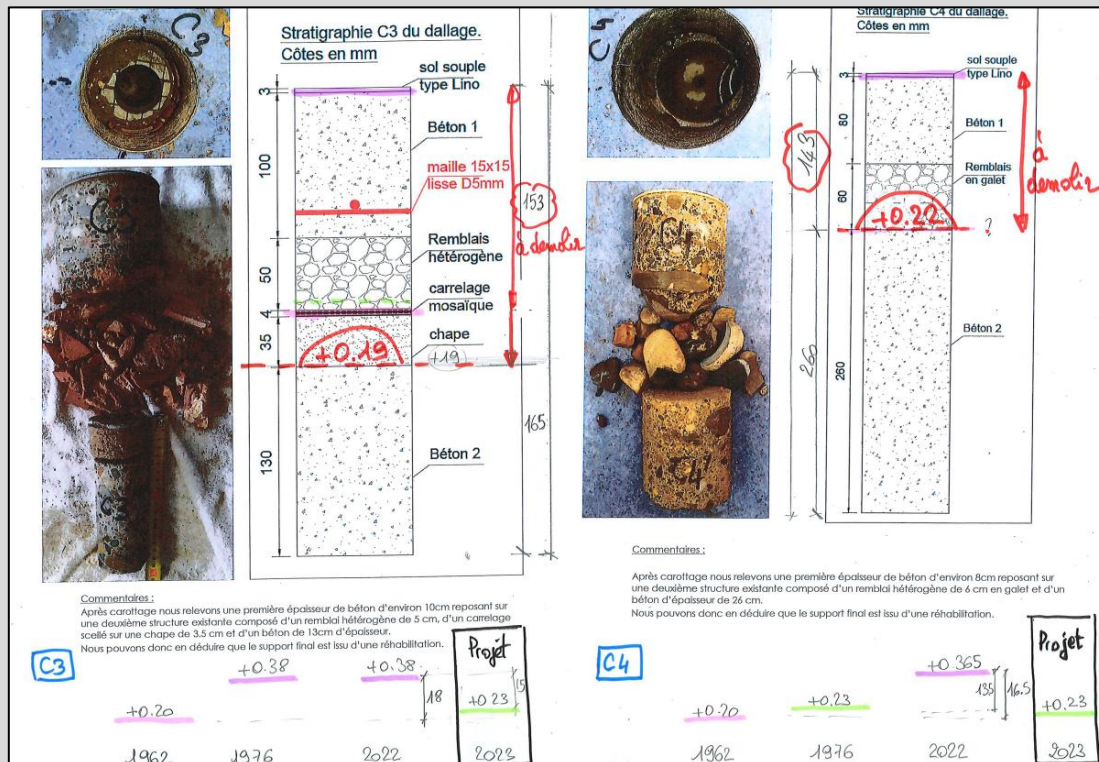 C3
Stratigraphie C3 du dallage.
Côtes en mm
sol souple
type Lino
3
Béton 1
100
maille 15x15
lisse D5mm
153
à demolir
Remblais
hétérogène
50
carrelage
mosaïque
4
chape
35
+0.19
+19
165
Béton 2
130
C3
Commentaires :
Après carottage nous relevons une première épaisseur de béton d'environ 10cm reposant sur
une deuxième structure existante composé d'un remblai hétérogène de 5 cm, d'un carrelage
scellé sur une chape de 3.5 cm et d'un béton de 13cm d'épaisseur.
Nous pouvons donc en déduire que le support final est issu d'une réhabilitation.
C3
Projet
+0.38
+0.38
18
15
+0.20
+0.23
1962
1976
2022
2023
C4
Stratigraphie C4 du dallage.
Côtes en mm
sol souple
type Lino
3
80
Béton 1
143
à
demolir
Remblais
en galet
60
+0.22
?
Béton 2
260
260
C4
C4
Commentaires :
Après carottage nous relevons une première épaisseur de béton d'environ 8cm reposant sur
une deuxième structure existante composé d'un remblai hétérogène de 6 cm en galet et d'un
béton d'épaisseur de 26 cm.
Nous pouvons donc en déduire que le support final est issu d'une réhabilitation.
C4
Projet
+0.365
13.5
16.5
+0.20
+0.23
+0.23
1962
1976
2022
2023